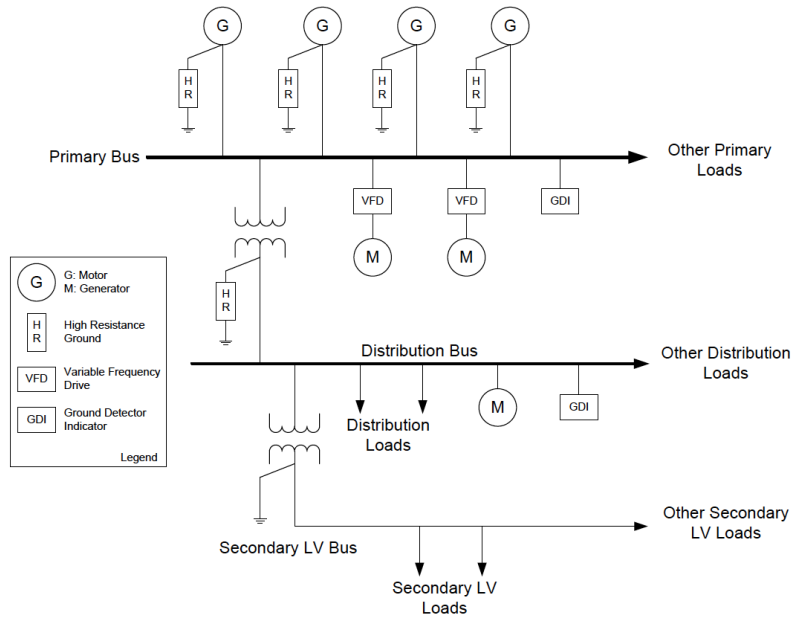 G
G
G
G
H
R
H
R
H
R
H
R
Primary Bus
Other Primary
Loads
VFD
VFD
GDI
M
M
G
G: Motor
M: Generator
H
R
High Resistance
Ground
VFD
Variable Frequency
Drive
GDI
Ground Detector
Indicator
Legend
H
R
Distribution Bus
Other Distribution
Loads
M
GDI
Distribution
Loads
Other Secondary
LV Loads
Secondary LV Bus
Secondary LV
Loads